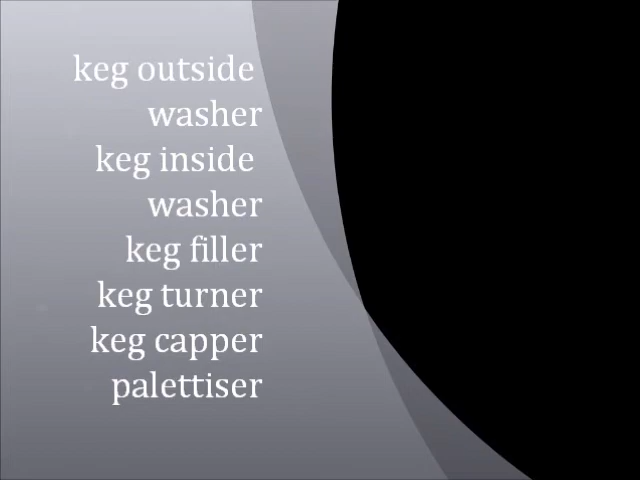 keg outside
washer
keg inside
washer
keg filler
keg turner
keg capper
palettiser